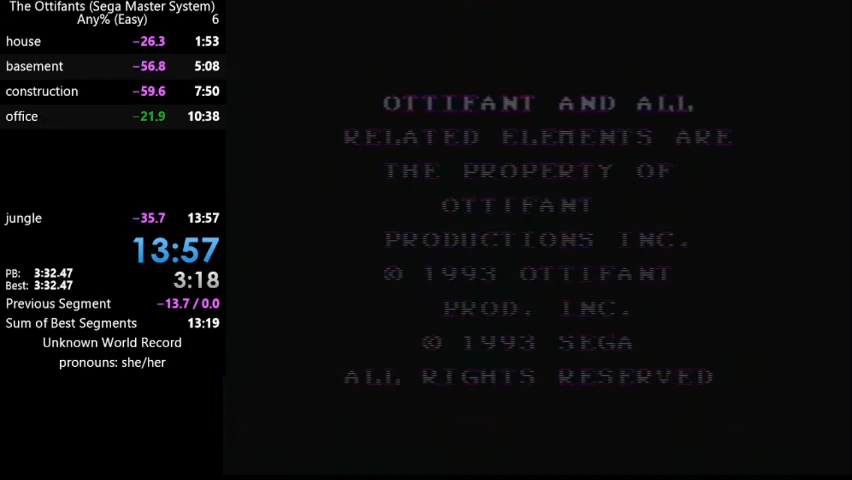 The Ottifants (Sega Master System)
Any% (Easy) 6
house −26.3 1:53
basement −56.8 5:08
construction −59.6 7:50
office −21.9 10:38
jungle −35.7 13:57
13:57
PB: 3:32.47
Best: 3:32.47
3:18
Previous Segment −13.7 / 0.0
Sum of Best Segments 13:19
Unknown World Record
pronouns: she/her
OTTIFANT AND ALL
RELATED ELEMENTS ARE
THE PROPERTY OF
OTTIFANT
PRODUCTIONS INC.
© 1993 OTTIFANT
PROD. INC.
© 1993 SEGA
ALL RIGHTS RESERVED